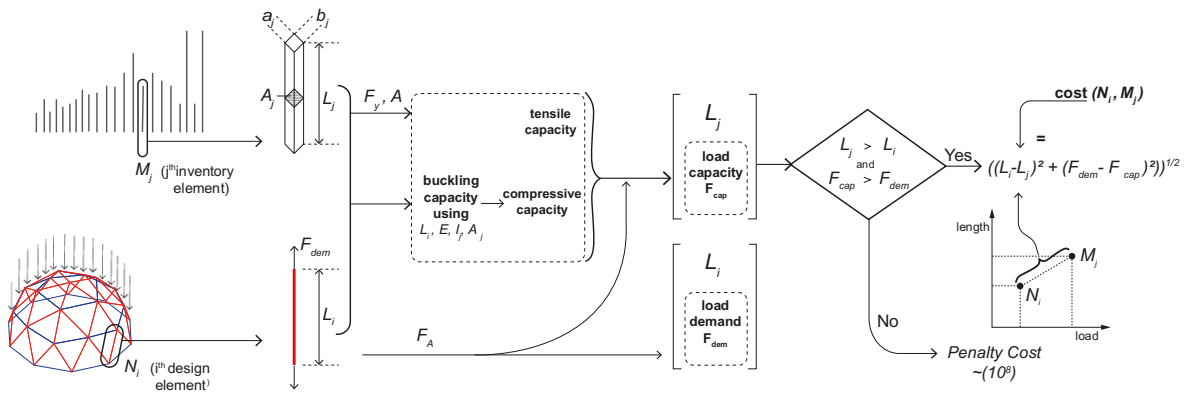 a_j b_j
A_j
L_j
M_j (j^th inventory
element)
F_y , A
tensile
capacity
buckling
capacity
using
L_i, E, I_j, A_j
compressive
capacity
F_dem
L_i
N_i (i^th design
element^)
F_A
L_j
load
capacity
F_cap
L_i
load
demand
F_dem
L_j > L_i
and
F_cap > F_dem
Yes
No
cost (N_i, M_j)
=
((L_i-L_j)² + (F_dem- F_cap)²))^1/2
length
M_j
N_i
load
Penalty Cost
~(10⁸)